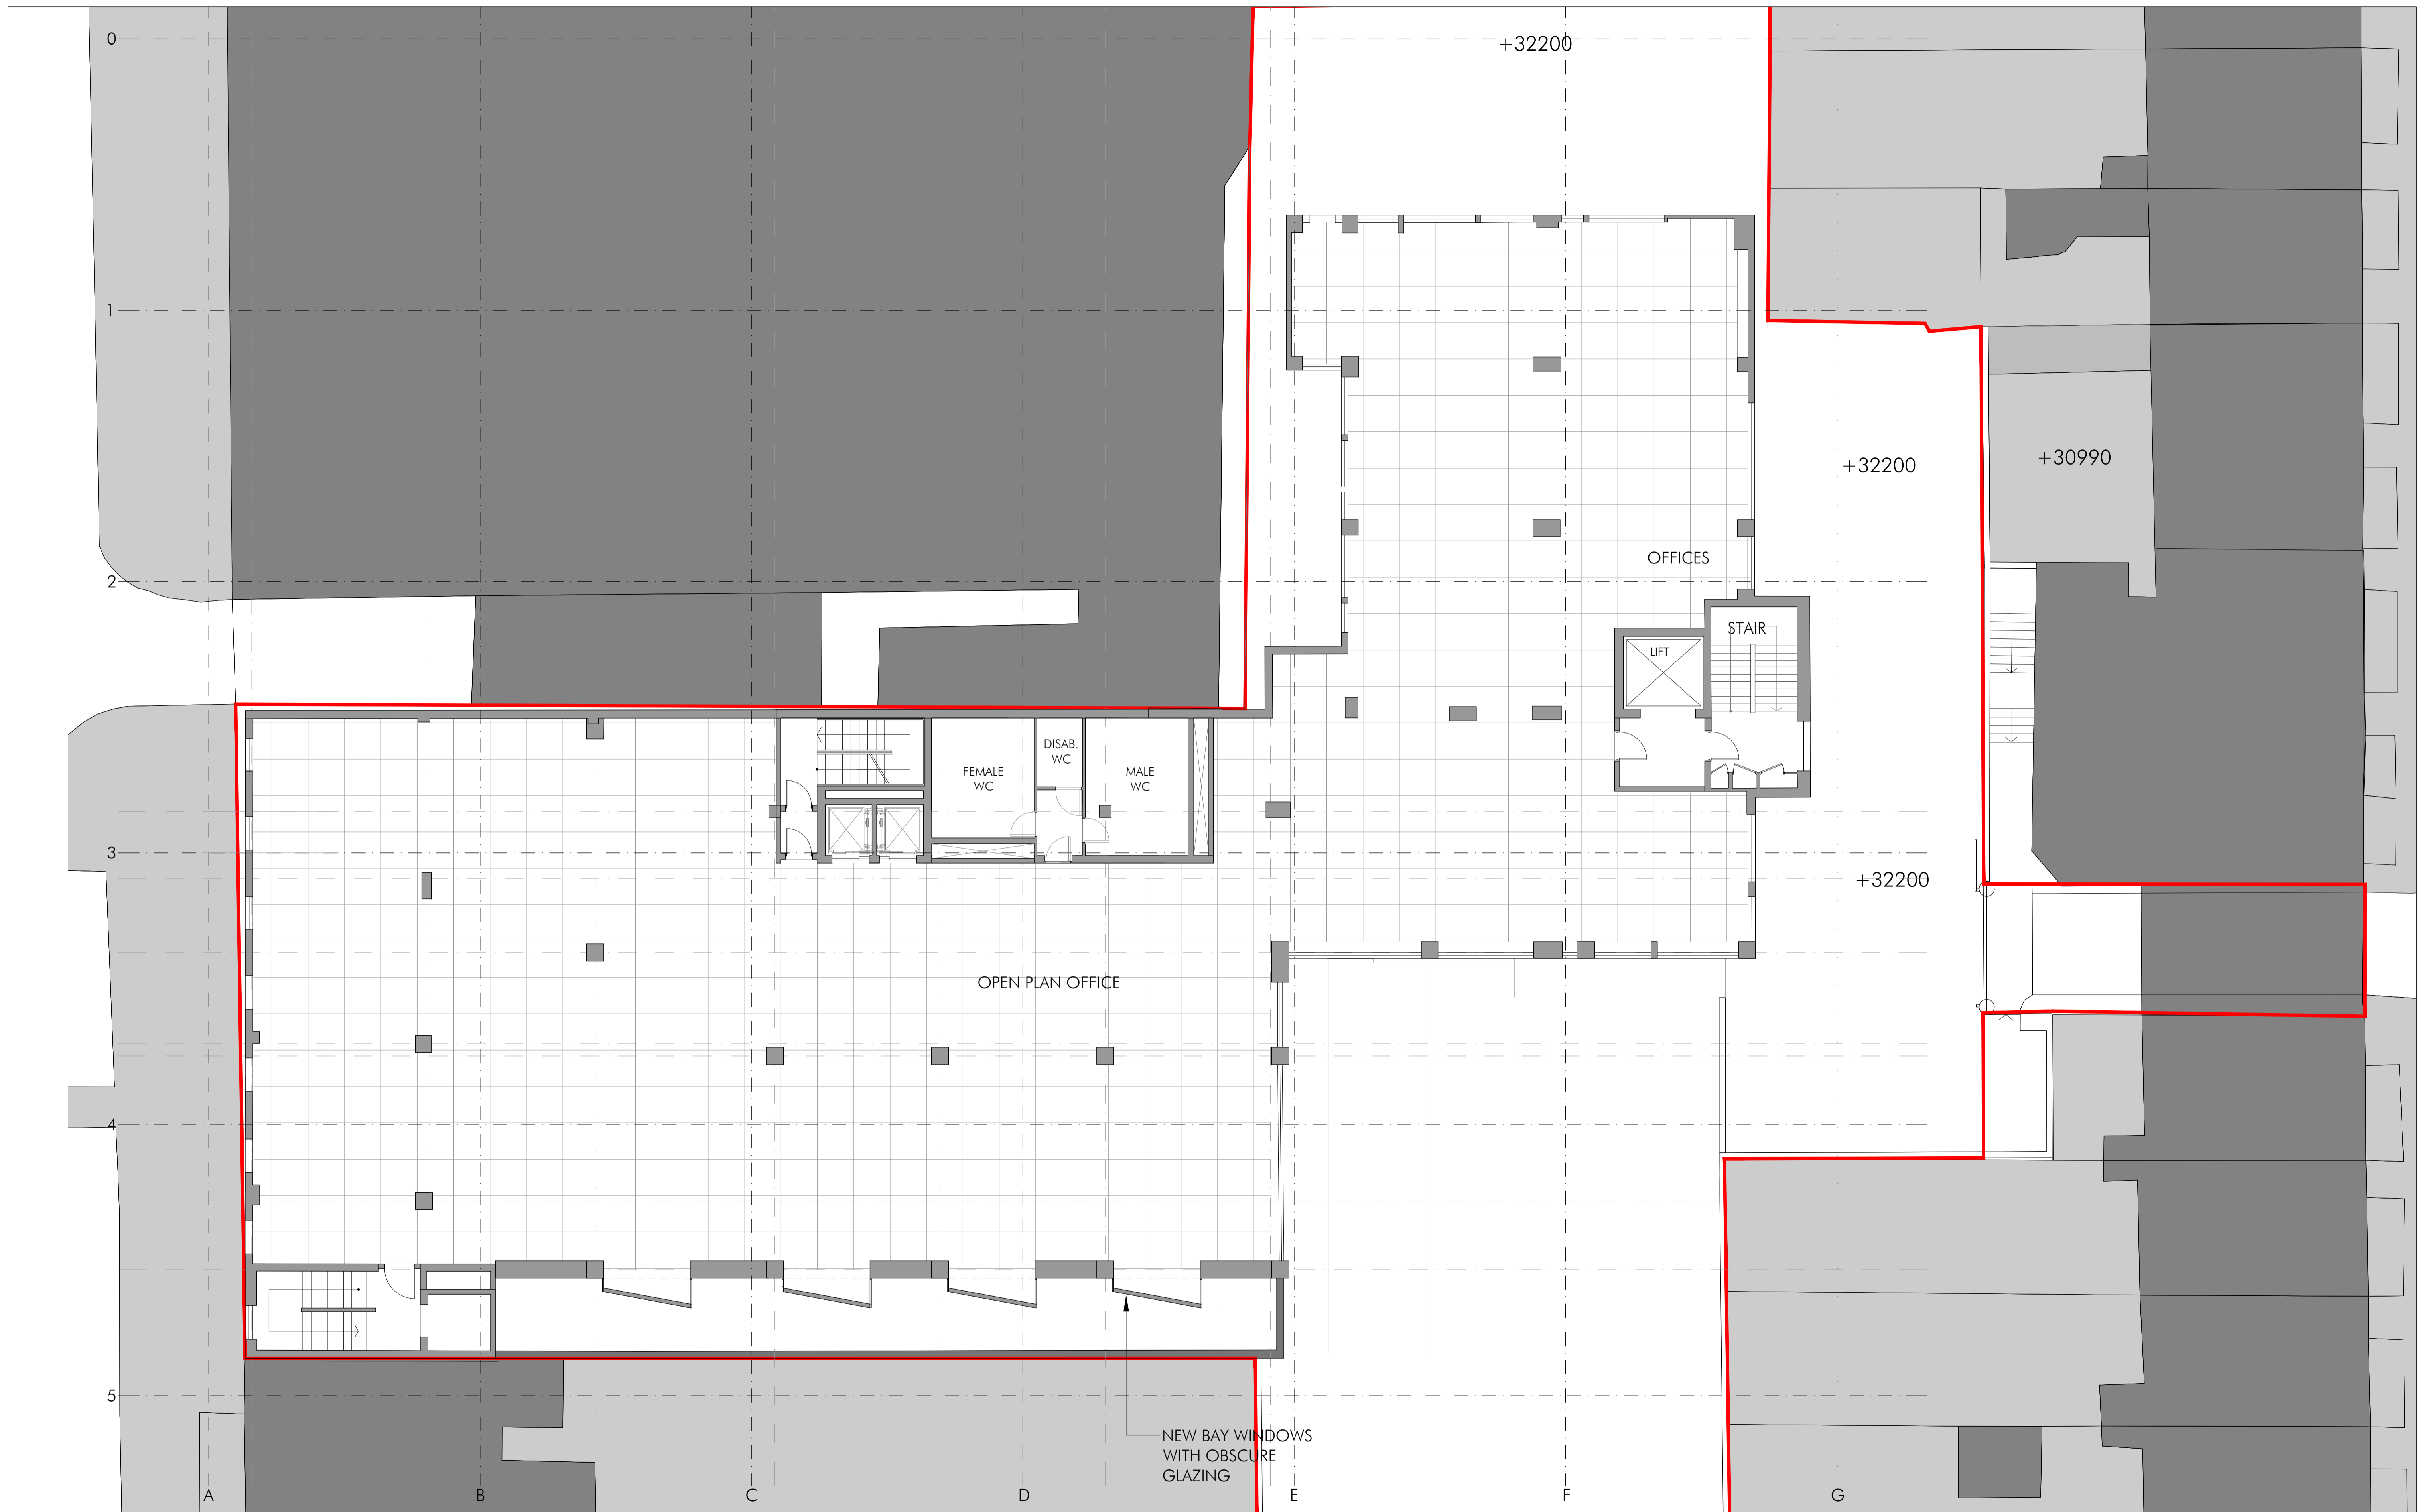 0
+32200
1
+32200
+30990
OFFICES
2
STAIR
LIFT
DISAB.
WC
FEMALE
WC
MALE
WC
3
+32200
OPEN PLAN OFFICE
4
5
NEW BAY WINDOWS
WITH OBSCURE
GLAZING
A
B
C
D
E
F
G